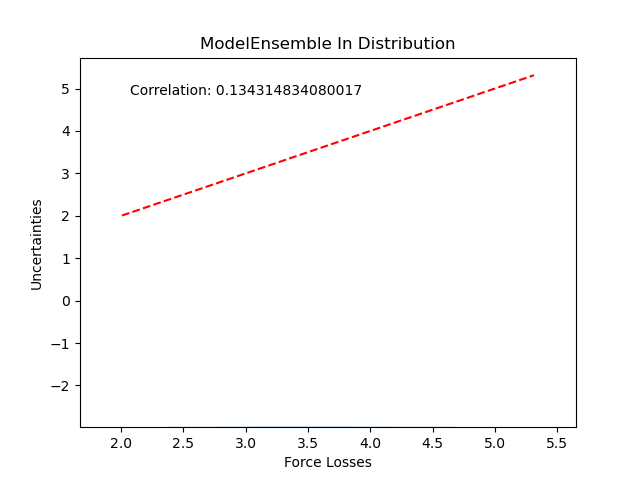 ModelEnsemble In Distribution
Correlation: 0.134314834080017
Uncertainties
5
4
3
2
1
0
−1
−2
2.0 2.5 3.0 3.5 4.0 4.5 5.0 5.5
Force Losses